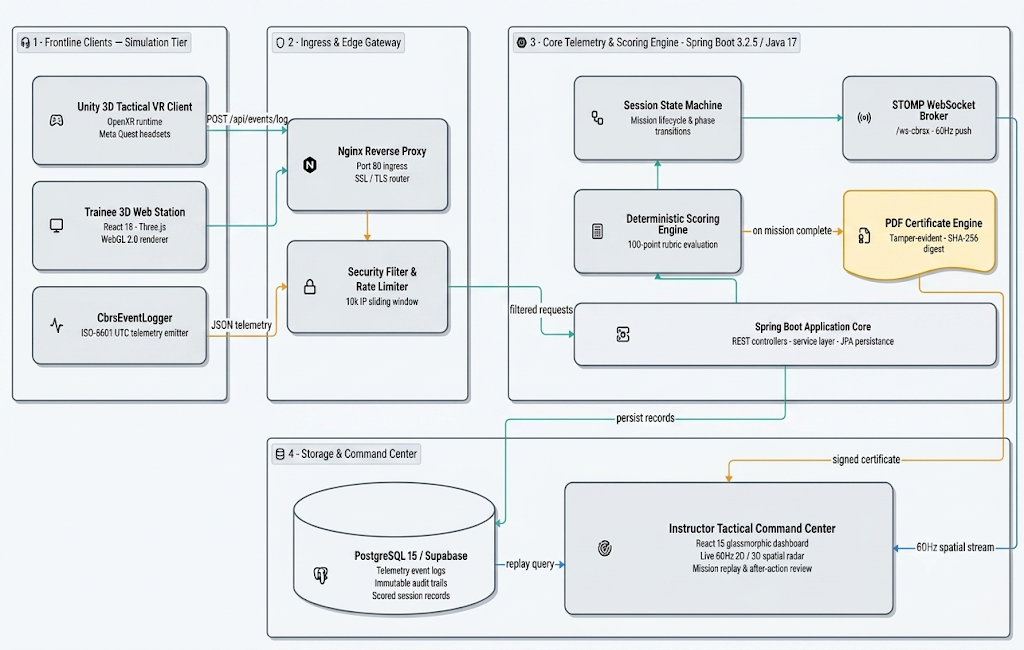 1 - Frontline Clients — Simulation Tier
Unity 3D Tactical VR Client
OpenXR runtime
Meta Quest headsets
Trainee 3D Web Station
React 18 - Three.js
WebGL 2.0 renderer
CbrsEventLogger
ISO-6601 UTC telemetry emitter
POST /api/events/log
JSON telemetry
2 - Ingress & Edge Gateway
Nginx Reverse Proxy
Port 80 ingress
SSL / TLS router
Security Filter &
Rate Limiter
10k IP sliding window
filtered requests
3 - Core Telemetry & Scoring Engine - Spring Boot 3.2.5 / Java 17
Session State Machine
Mission lifecycle & phase
transitions
STOMP WebSocket
Broker
/ws-cbrsx - 60Hz push
Deterministic Scoring
Engine
100-point rubric evaluation
on mission complete
PDF Certificate Engine
Tamper-evident - SHA-256
digest
Spring Boot Application Core
REST controllers - service layer - JPA persistance
persist records
4 - Storage & Command Center
signed certificate
PostgreSQL 15 / Supabase
Telemetry event logs
Immutable audit trails
Scored session records
replay query
Instructor Tactical Command Center
React 15 glassmorphic dashboard
Live 60Hz 20 / 30 spatial radar
Mission replay & after-action review
60Hz spatial stream